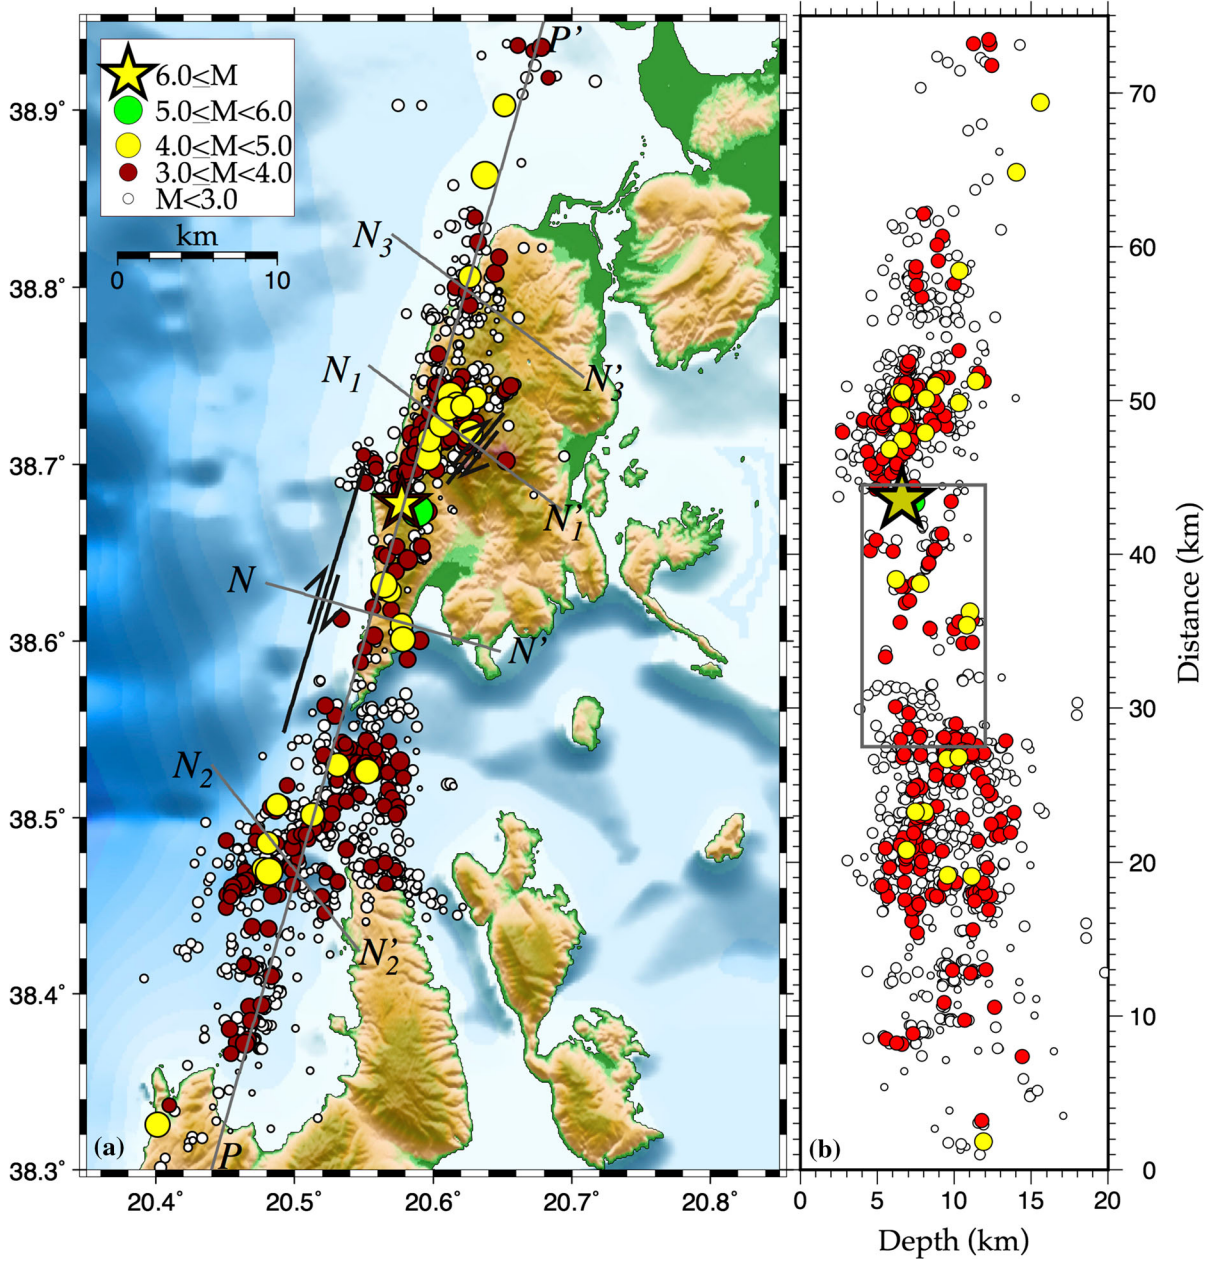 6.0≤M
5.0≤M<6.0
4.0≤M<5.0
3.0≤M<4.0
M<3.0
km
0 10
P'
N3
N'3
N1
N'1
N
N'
N2
N'2
P
(a)
38.9°
38.8°
38.7°
38.6°
38.5°
38.4°
38.3°
20.4° 20.5° 20.6° 20.7° 20.8°
(b)
70
60
50
40
30
20
10
0
Distance (km)
0 5 10 15 20
Depth (km)